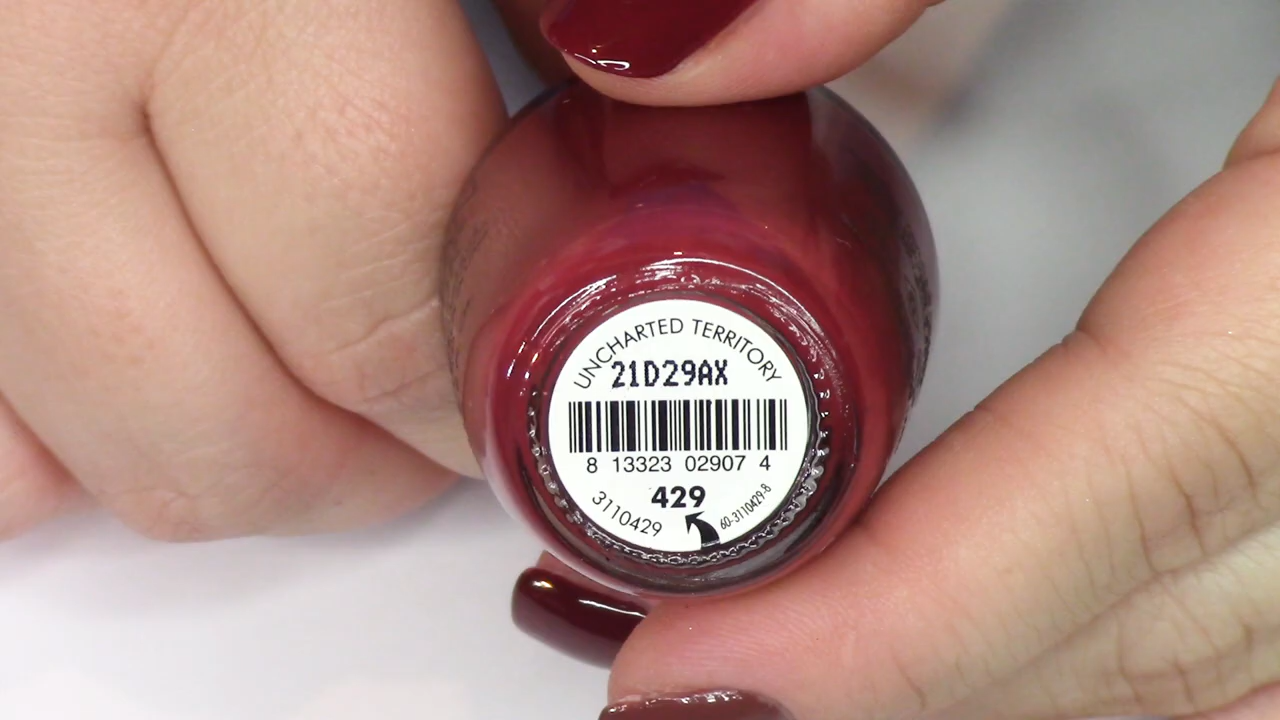 UNCHARTED TERRITORY
21D29AX
8 13323 02907 4
429
3110429
60-3110429-8